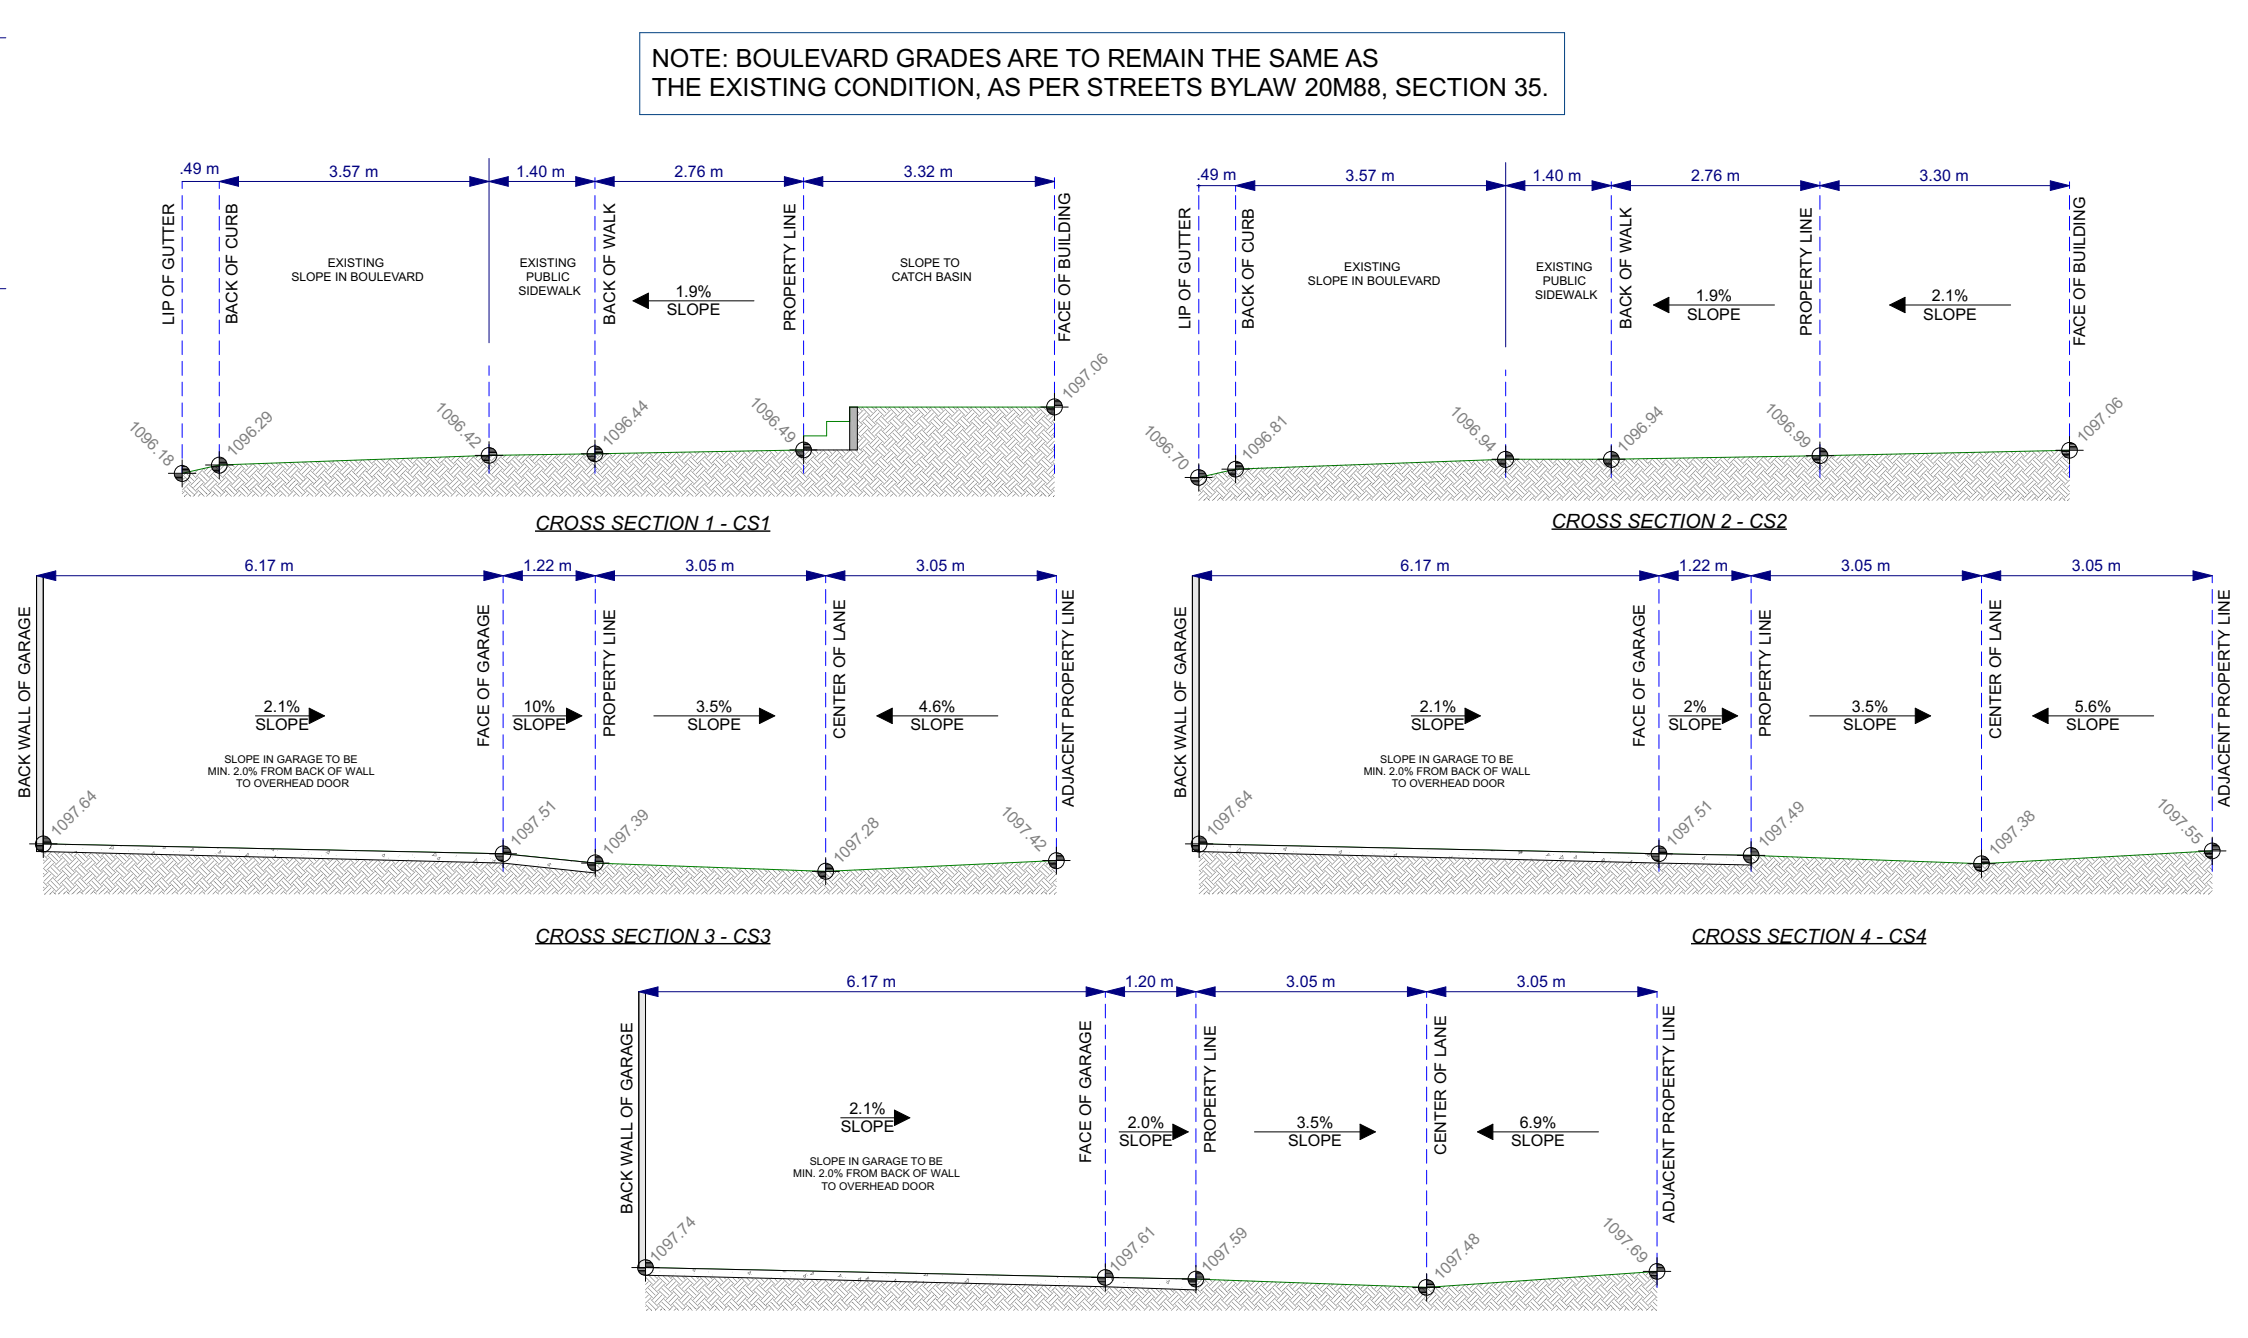 NOTE: BOULEVARD GRADES ARE TO REMAIN THE SAME AS
THE EXISTING CONDITION, AS PER STREETS BYLAW 20M88, SECTION 35.
.49 m
3.57 m
1.40 m
2.76 m
3.32 m
LIP OF GUTTER
BACK OF CURB
EXISTING
SLOPE IN BOULEVARD
EXISTING
PUBLIC
SIDEWALK
BACK OF WALK
1.9%
SLOPE
PROPERTY LINE
SLOPE TO
CATCH BASIN
FACE OF BUILDING
1096.18
1096.29
1096.42
1096.44
1096.49
1097.06
CROSS SECTION 1 - CS1
.49 m
3.57 m
1.40 m
2.76 m
3.30 m
LIP OF GUTTER
BACK OF CURB
EXISTING
SLOPE IN BOULEVARD
EXISTING
PUBLIC
SIDEWALK
BACK OF WALK
1.9%
SLOPE
PROPERTY LINE
2.1%
SLOPE
FACE OF BUILDING
1096.70
1096.81
1096.94
1096.94
1096.99
1097.06
CROSS SECTION 2 - CS2
6.17 m
1.22 m
3.05 m
3.05 m
BACK WALL OF GARAGE
2.1%
SLOPE
SLOPE IN GARAGE TO BE
MIN. 2.0% FROM BACK OF WALL
TO OVERHEAD DOOR
FACE OF GARAGE
10%
SLOPE
PROPERTY LINE
3.5%
SLOPE
CENTER OF LANE
4.6%
SLOPE
ADJACENT PROPERTY LINE
1097.64
1097.51
1097.39
1097.28
1097.42
CROSS SECTION 3 - CS3
6.17 m
1.22 m
3.05 m
3.05 m
BACK WALL OF GARAGE
2.1%
SLOPE
SLOPE IN GARAGE TO BE
MIN. 2.0% FROM BACK OF WALL
TO OVERHEAD DOOR
FACE OF GARAGE
2%
SLOPE
PROPERTY LINE
3.5%
SLOPE
CENTER OF LANE
5.6%
SLOPE
ADJACENT PROPERTY LINE
1097.64
1097.51
1097.49
1097.38
1097.55
CROSS SECTION 4 - CS4
6.17 m
1.20 m
3.05 m
3.05 m
BACK WALL OF GARAGE
2.1%
SLOPE
SLOPE IN GARAGE TO BE
MIN. 2.0% FROM BACK OF WALL
TO OVERHEAD DOOR
FACE OF GARAGE
2.0%
SLOPE
PROPERTY LINE
3.5%
SLOPE
CENTER OF LANE
6.9%
SLOPE
ADJACENT PROPERTY LINE
1097.74
1097.61
1097.59
1097.48
1097.69